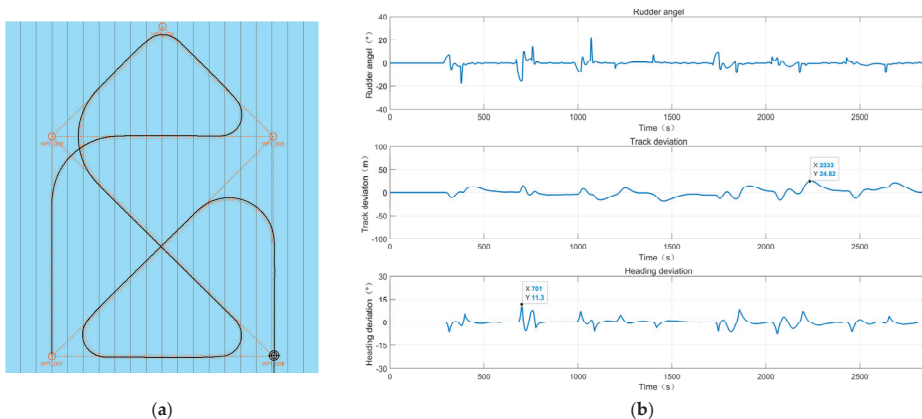 Rudder angel
Rudder angel (°)
40
20
0
-20
-40
0 500 1000 1500 2000 2500
Time (s)
Track deviation
Track deviation (m)
100
50
0
-50
-100
X 2233
Y 24.82
0 500 1000 1500 2000 2500
Time (s)
Heading deviation
Heading deviation (°)
30
15
0
-15
-30
X 701
Y 11.3
0 500 1000 1500 2000 2500
Time (s)
(a)
(b)